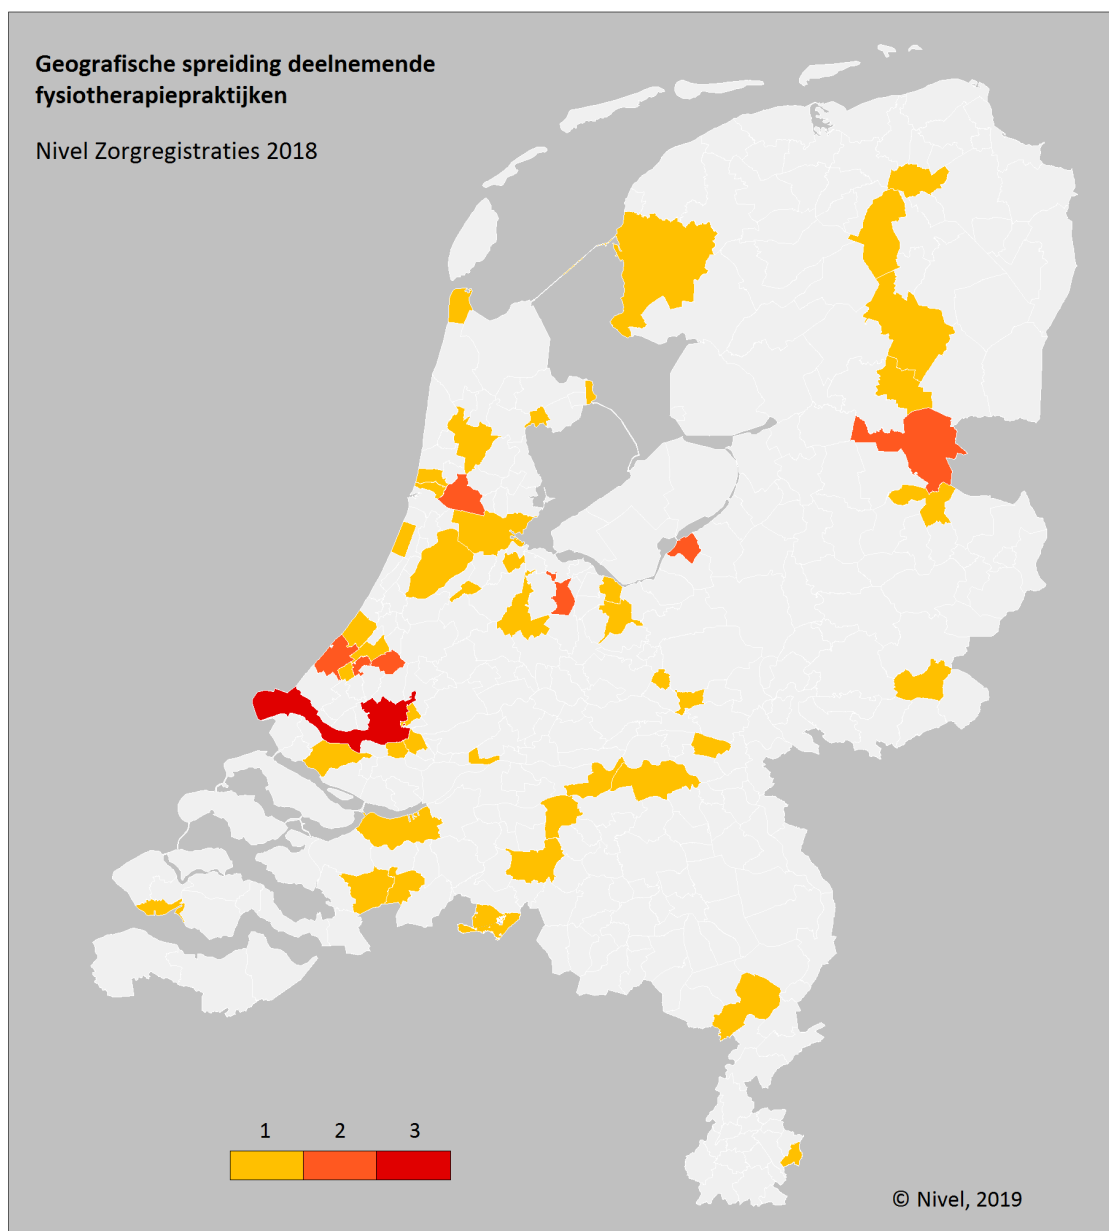 Geografische spreiding deelnemende
fysiotherapiepraktijken
Nivel Zorgregistraties 2018
1 2 3
© Nivel, 2019